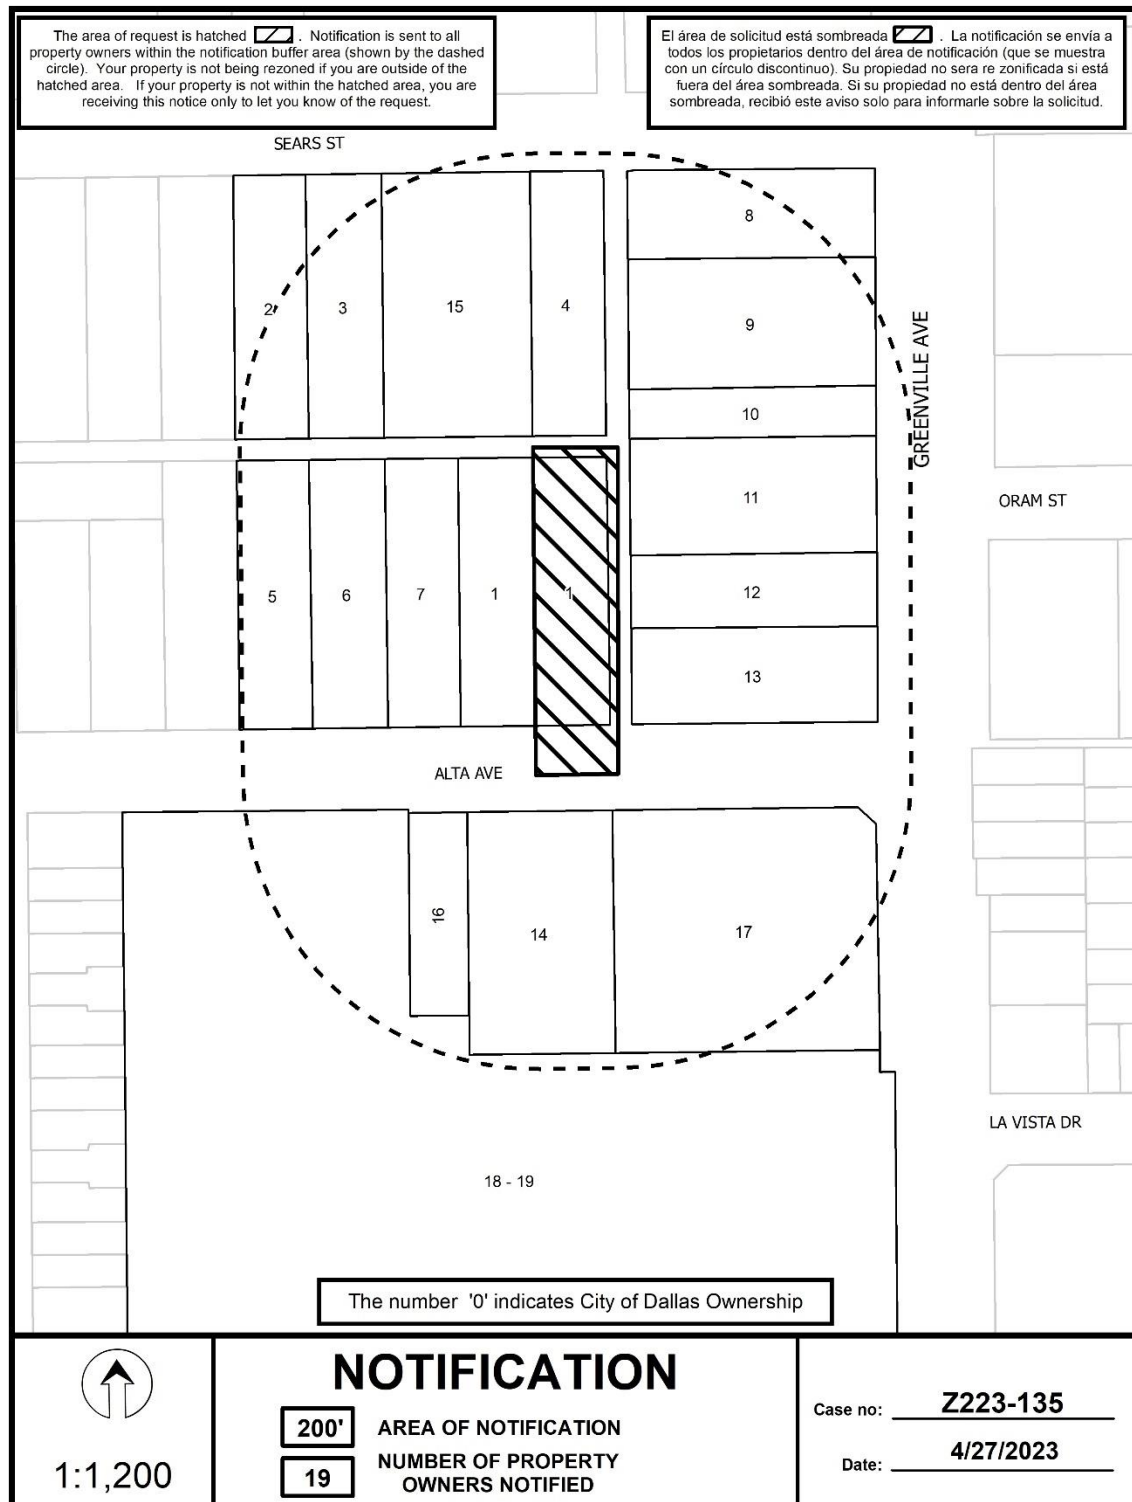 The area of request is hatched . Notification is sent to all
property owners within the notification buffer area (shown by the dashed
circle). Your property is not being rezoned if you are outside of the
hatched area. If your property is not within the hatched area, you are
receiving this notice only to let you know of the request.
El área de solicitud está sombreada . La notificación se envía a
todos los propietarios dentro del área de notificación (que se muestra
con un círculo discontinuo). Su propiedad no sera re zonificada si está
fuera del área sombreada. Si su propiedad no está dentro del área
sombreada, recibió este aviso solo para informarle sobre la solicitud.
SEARS ST
8
2
3
15
4
9
GREENVILLE AVE
10
11
ORAM ST
5
6
7
1
1
12
13
ALTA AVE
16
14
17
LA VISTA DR
18 - 19
The number '0' indicates City of Dallas Ownership
1:1,200
NOTIFICATION
200' AREA OF NOTIFICATION
19 NUMBER OF PROPERTY
OWNERS NOTIFIED
Case no: Z223-135
Date: 4/27/2023